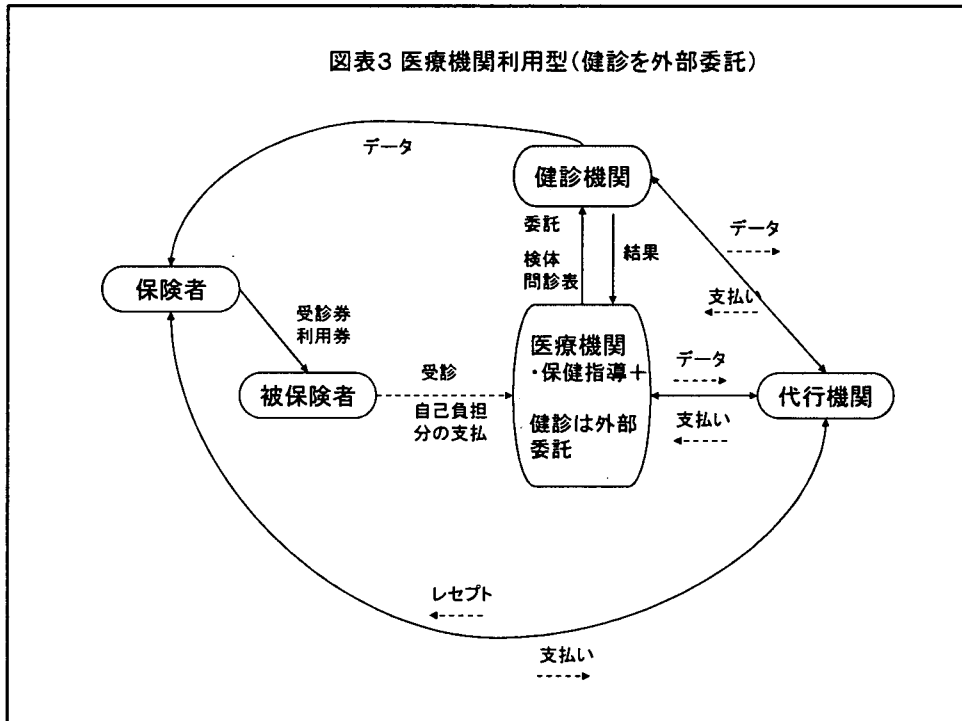 図表3 医療機関利用型(健診を外部委託)
データ
健診機関
委託
検体
問診表
結果
データ
支払い
保険者
受診券
利用券
被保険者
受診
自己負担
分の支払
医療機関
・保健指導+
健診は外部
委託
データ
支払い
代行機関
レセプト
支払い